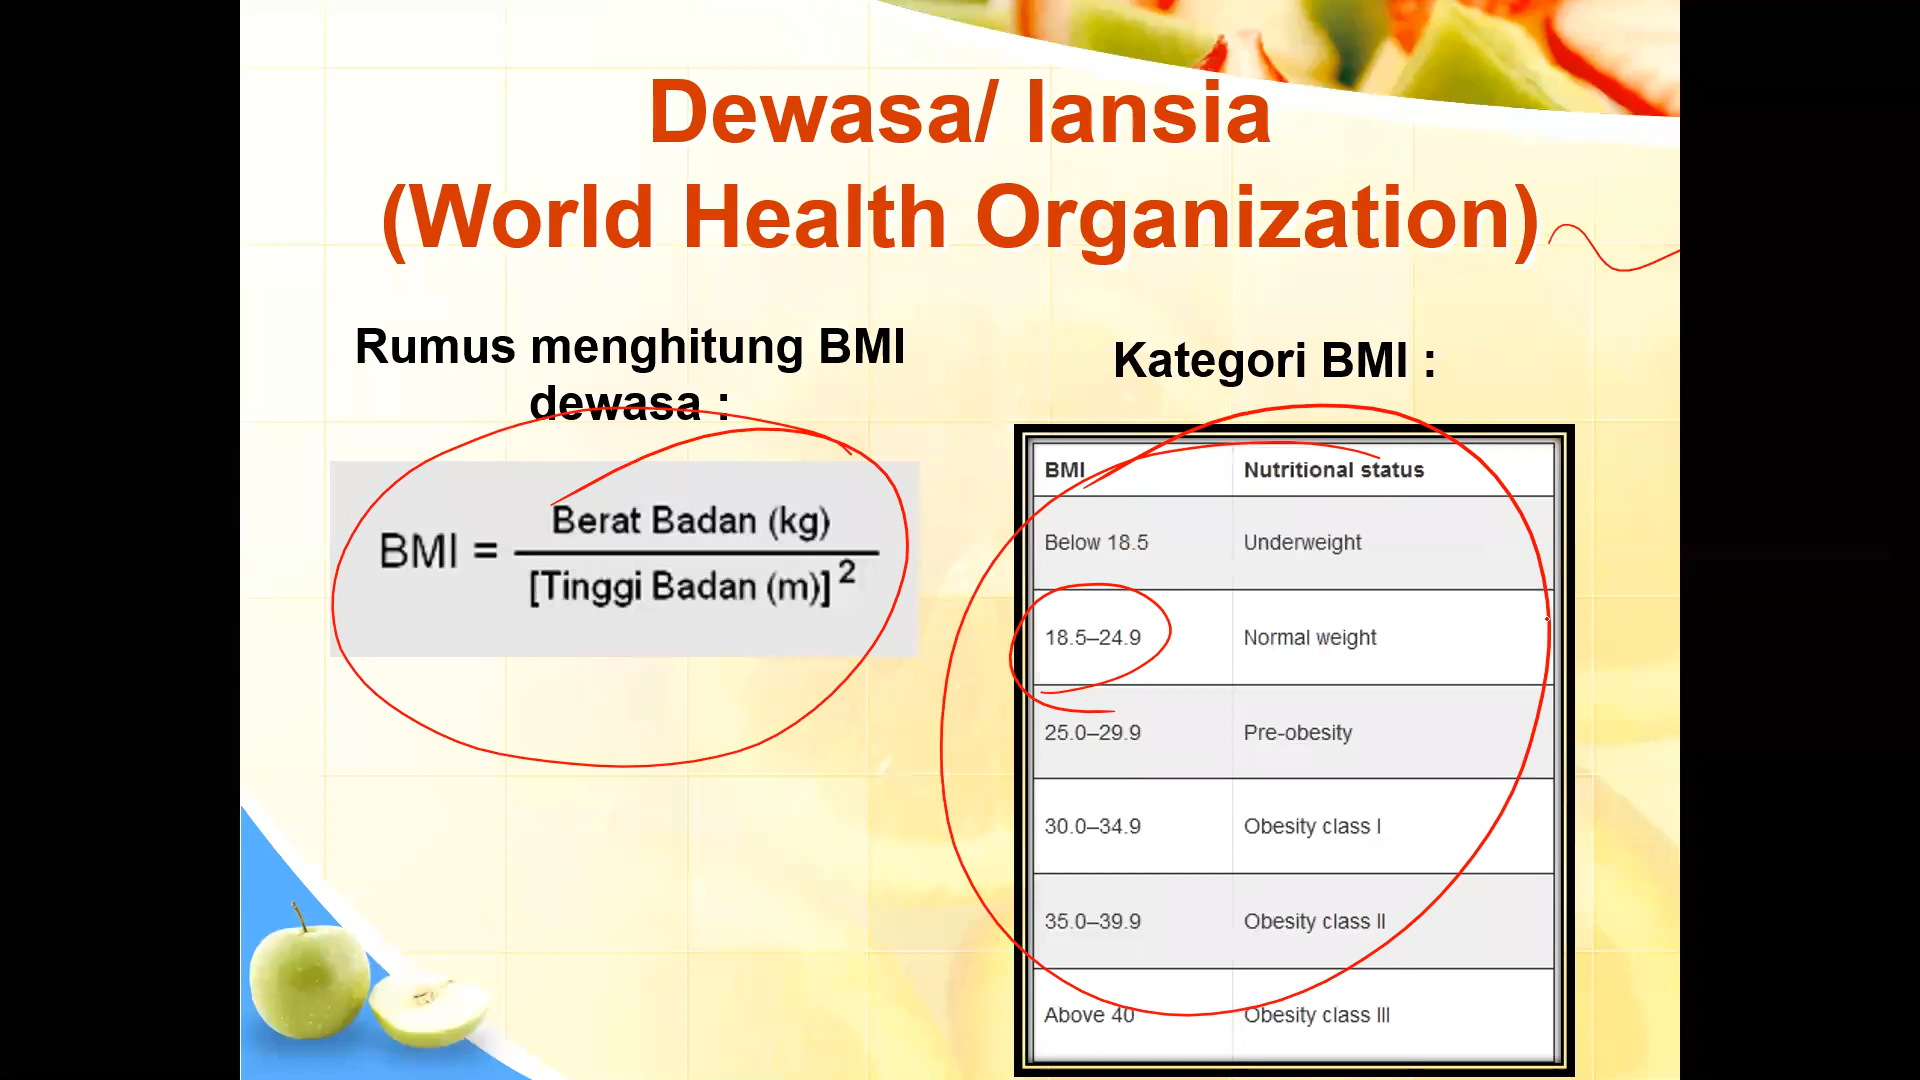 Dewasa/ lansia
(World Health Organization)
Rumus menghitung BMI
dewasa :
BMI = Berat Badan (kg)
[Tinggi Badan (m)]²
Kategori BMI :
BMI Nutritional status
Below 18.5 Underweight
18.5–24.9 Normal weight
25.0–29.9 Pre-obesity
30.0–34.9 Obesity class I
35.0–39.9 Obesity class II
Above 40 Obesity class III